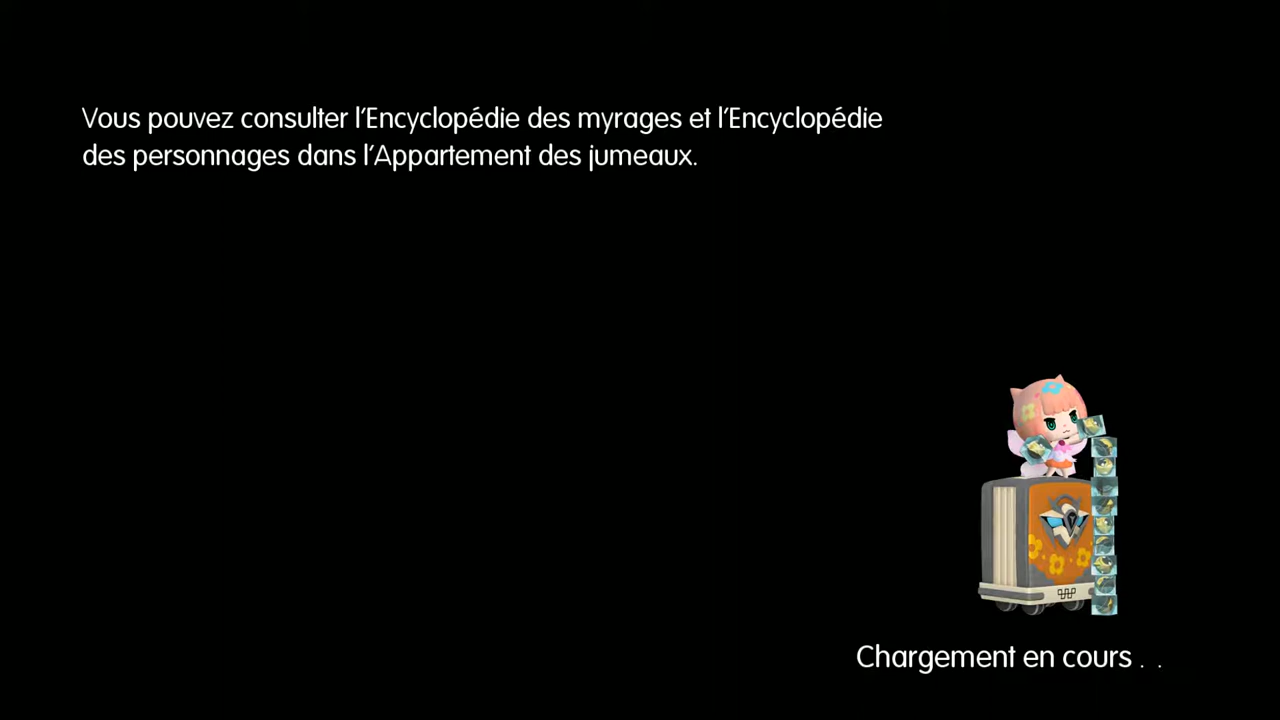 Vous pouvez consulter l'Encyclopédie des myrages et l'Encyclopédie
des personnages dans l'Appartement des jumeaux.
Chargement en cours . .